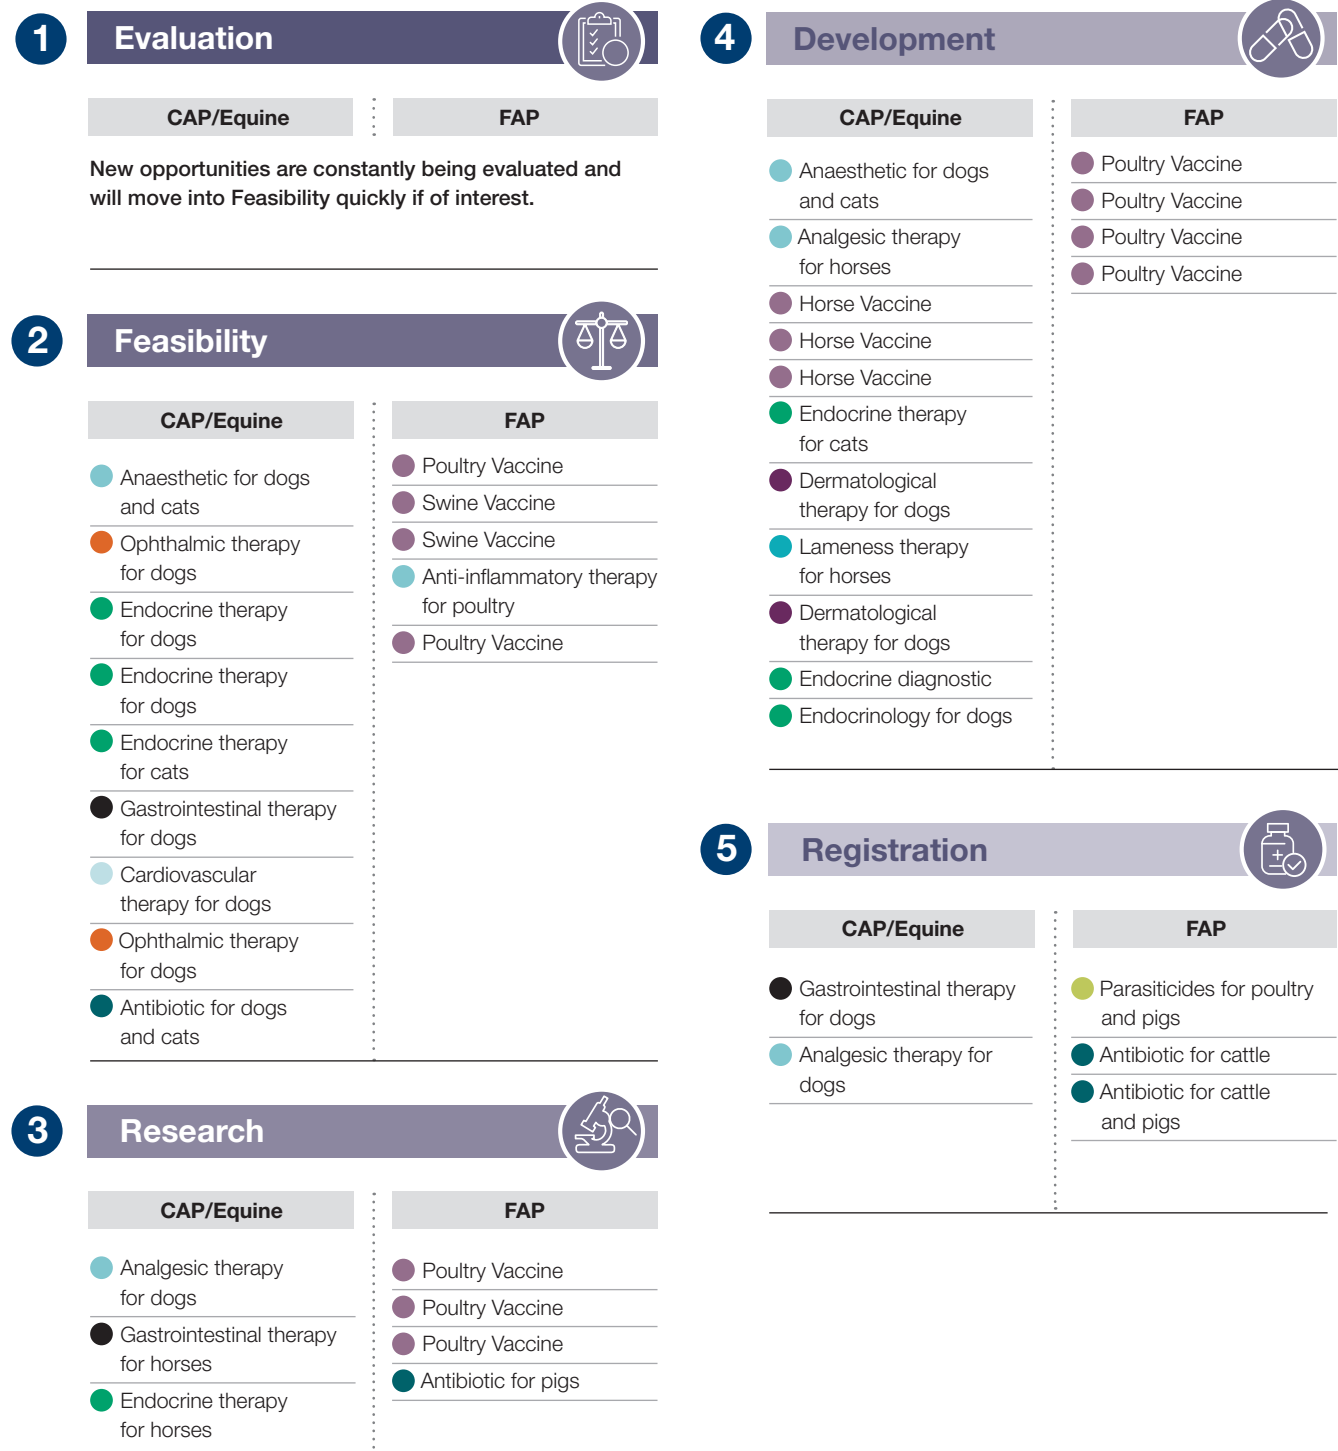 1
Evaluation
CAP/Equine
FAP
New opportunities are constantly being evaluated and
will move into Feasibility quickly if of interest.
2
Feasibility
CAP/Equine
Anaesthetic for dogs
and cats
Ophthalmic therapy
for dogs
Endocrine therapy
for dogs
Endocrine therapy
for dogs
Endocrine therapy
for cats
Gastrointestinal therapy
for dogs
Cardiovascular
therapy for dogs
Ophthalmic therapy
for dogs
Antibiotic for dogs
and cats
FAP
Poultry Vaccine
Swine Vaccine
Swine Vaccine
Anti-inflammatory therapy
for poultry
Poultry Vaccine
3
Research
CAP/Equine
Analgesic therapy
for dogs
Gastrointestinal therapy
for horses
Endocrine therapy
for horses
FAP
Poultry Vaccine
Poultry Vaccine
Poultry Vaccine
Antibiotic for pigs
4
Development
CAP/Equine
Anaesthetic for dogs
and cats
Analgesic therapy
for horses
Horse Vaccine
Horse Vaccine
Horse Vaccine
Endocrine therapy
for cats
Dermatological
therapy for dogs
Lameness therapy
for horses
Dermatological
therapy for dogs
Endocrine diagnostic
Endocrinology for dogs
FAP
Poultry Vaccine
Poultry Vaccine
Poultry Vaccine
Poultry Vaccine
5
Registration
CAP/Equine
Gastrointestinal therapy
for dogs
Analgesic therapy for
dogs
FAP
Parasiticides for poultry
and pigs
Antibiotic for cattle
Antibiotic for cattle
and pigs